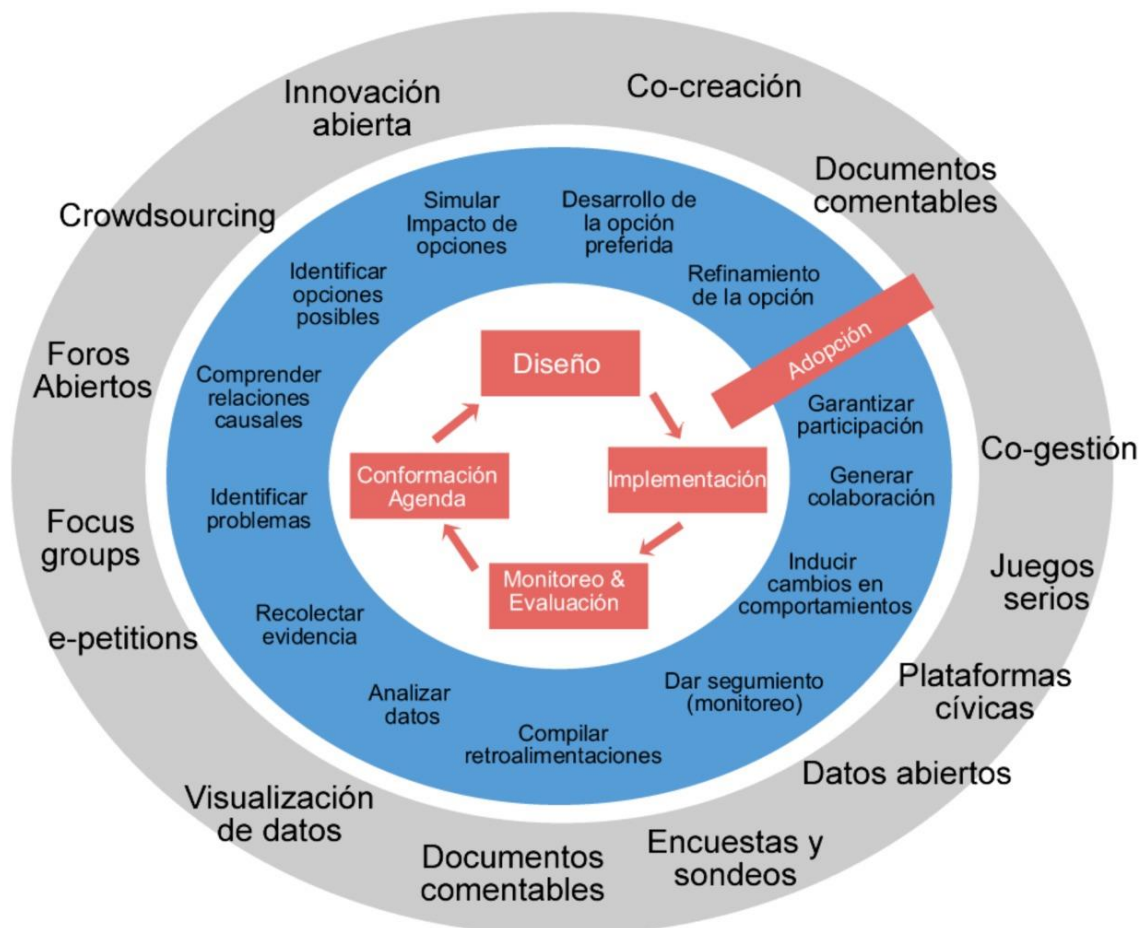 Innovación
abierta
Co-creación
Documentos
comentables
Co-gestión
Juegos
serios
Plataformas
cívicas
Datos abiertos
Encuestas y
sondeos
Documentos
comentables
Visualización
de datos
e-petitions
Focus
groups
Foros
Abiertos
Crowdsourcing
Simular
Impacto de
opciones
Desarrollo de
la opción
preferida
Refinamiento
de la opción
Adopción
Garantizar
participación
Generar
colaboración
Inducir
cambios en
comportamientos
Dar segumiento
(monitoreo)
Compilar
retroalimentaciones
Analizar
datos
Recolectar
evidencia
Identificar
problemas
Comprender
relaciones
causales
Identificar
opciones
posibles
Diseño
Implementación
Monitoreo &
Evaluación
Conformación
Agenda